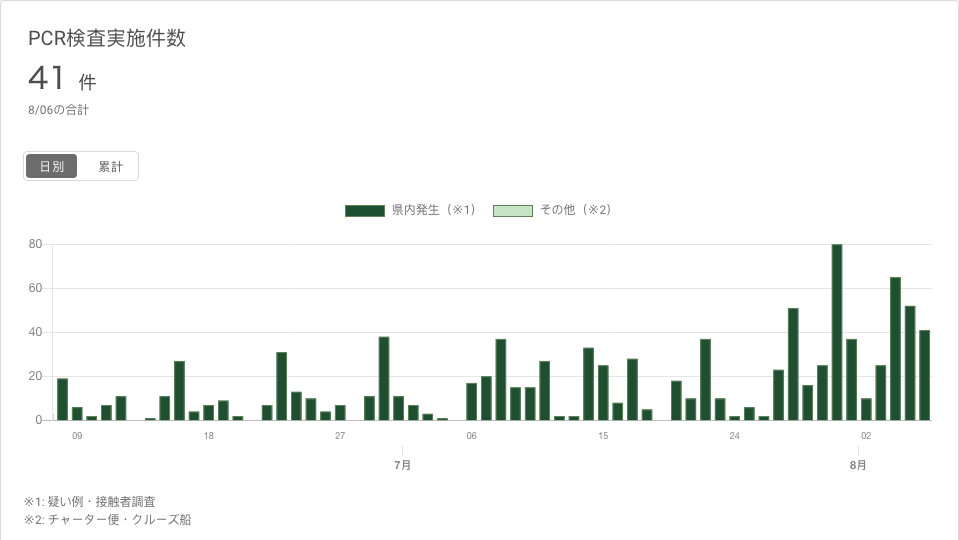 PCR検査実施件数
41 件
8/06の合計
日別 累計
県内発生（※1） その他（※2）
80
60
40
20
0
09 18 27 06 15 24 02
7月 8月
※1: 疑い例・接触者調査
※2: チャーター便・クルーズ船